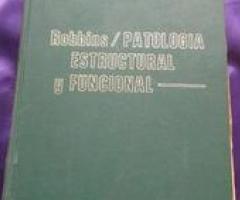 Robbins/PATOLOGIA
ESTRUCTURAL
y FUNCIONAL